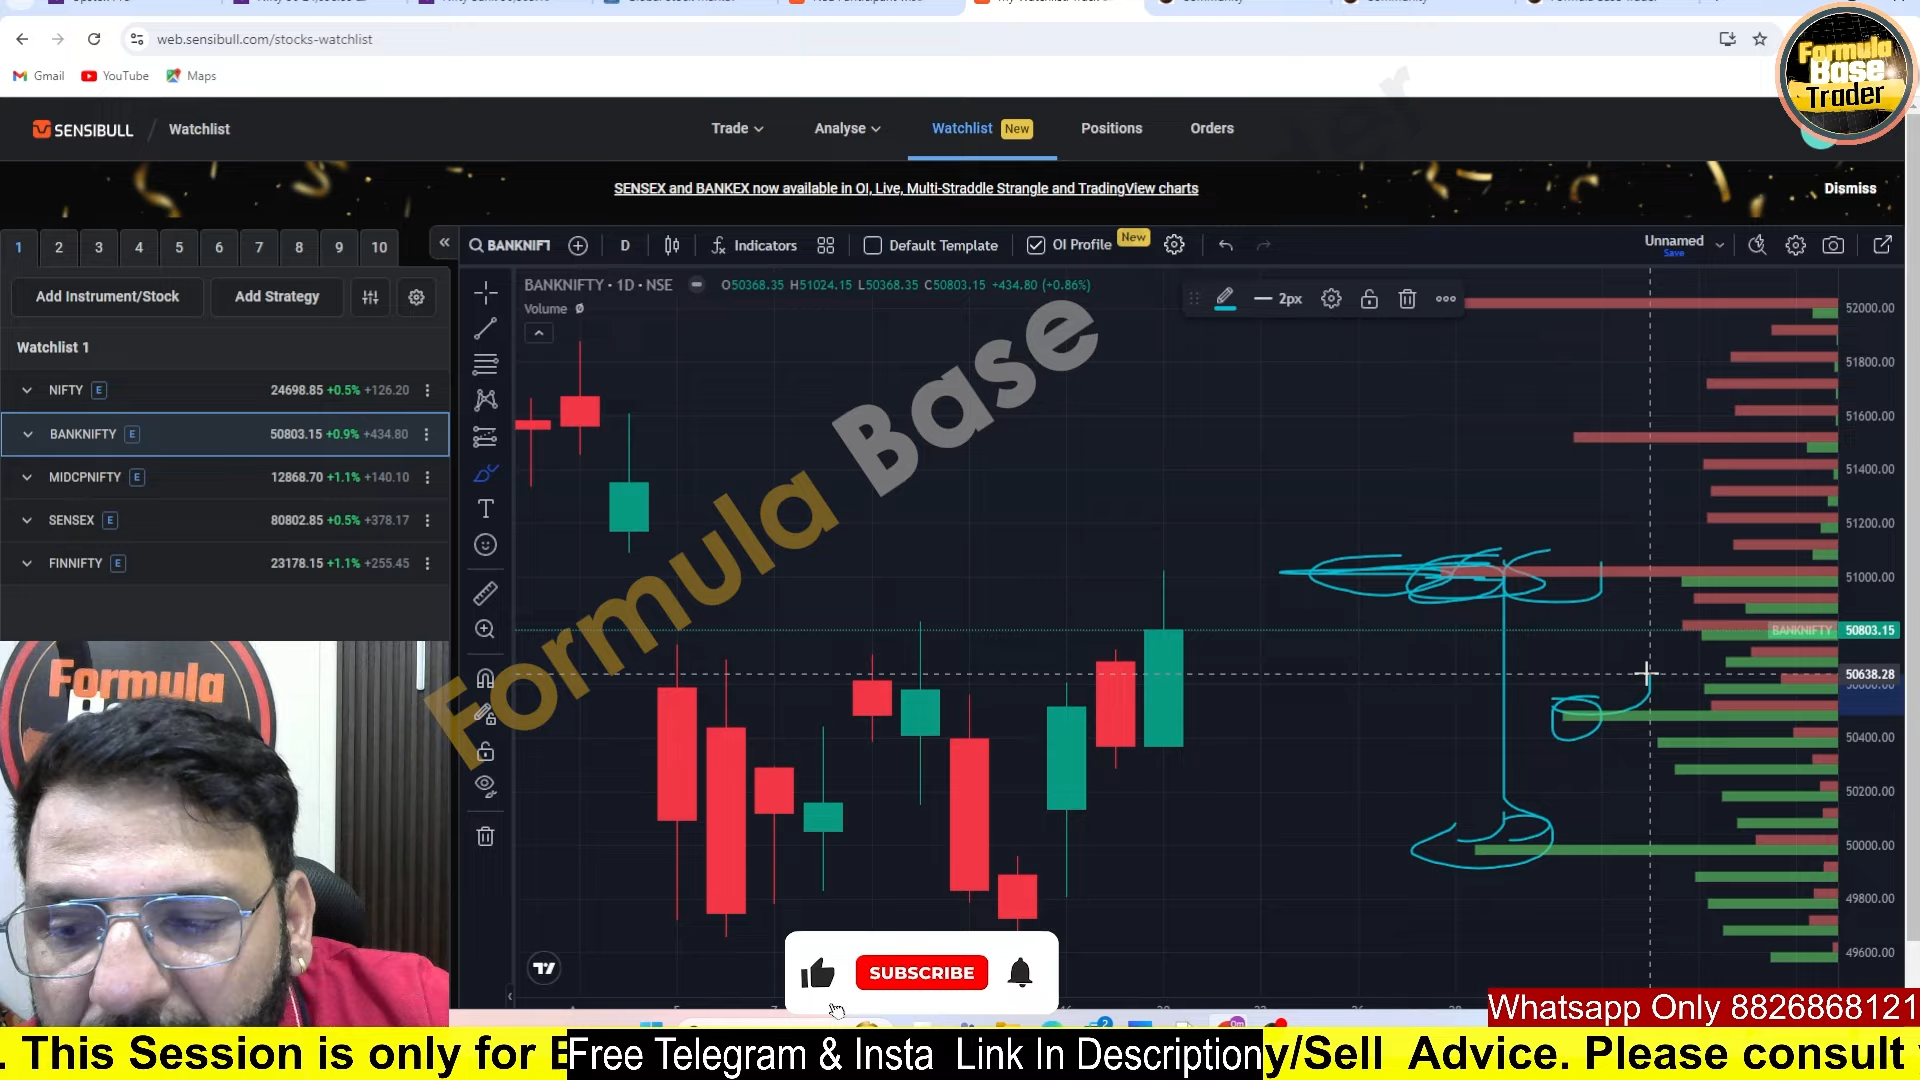 web.sensibull.com/stocks-watchlist
Gmail YouTube Maps
Formula Base Trader
SENSIBULL / Watchlist
Trade Analyse Watchlist New Positions Orders
SENSEX and BANKEX now available in OI, Live, Multi-Straddle Strangle and TradingView charts
Dismiss
1 2 3 4 5 6 7 8 9 10
BANKNIFT D Indicators Default Template OI Profile New Unnamed Save
Add Instrument/Stock Add Strategy
BANKNIFTY • 1D • NSE O50368.35 H51024.15 L50368.35 C50803.15 +434.80 (+0.86%)
2px
Volume
Watchlist 1
NIFTY E 24698.85 +0.5% +126.20
BANKNIFTY E 50803.15 +0.9% +434.80
MIDCPNIFTY E 12868.70 +1.1% +140.10
SENSEX E 80802.85 +0.5% +378.17
FINNIFTY E 23178.15 +1.1% +255.45
52000.00
51800.00
51600.00
51400.00
51200.00
51000.00
BANKNIFTY 50803.15
50638.28
50400.00
50200.00
50000.00
49800.00
49600.00
Formula Base
Formula
SUBSCRIBE
Whatsapp Only 8826868121
. This Session is only for
Free Telegram & Insta Link In Description
y/Sell Advice. Please consult